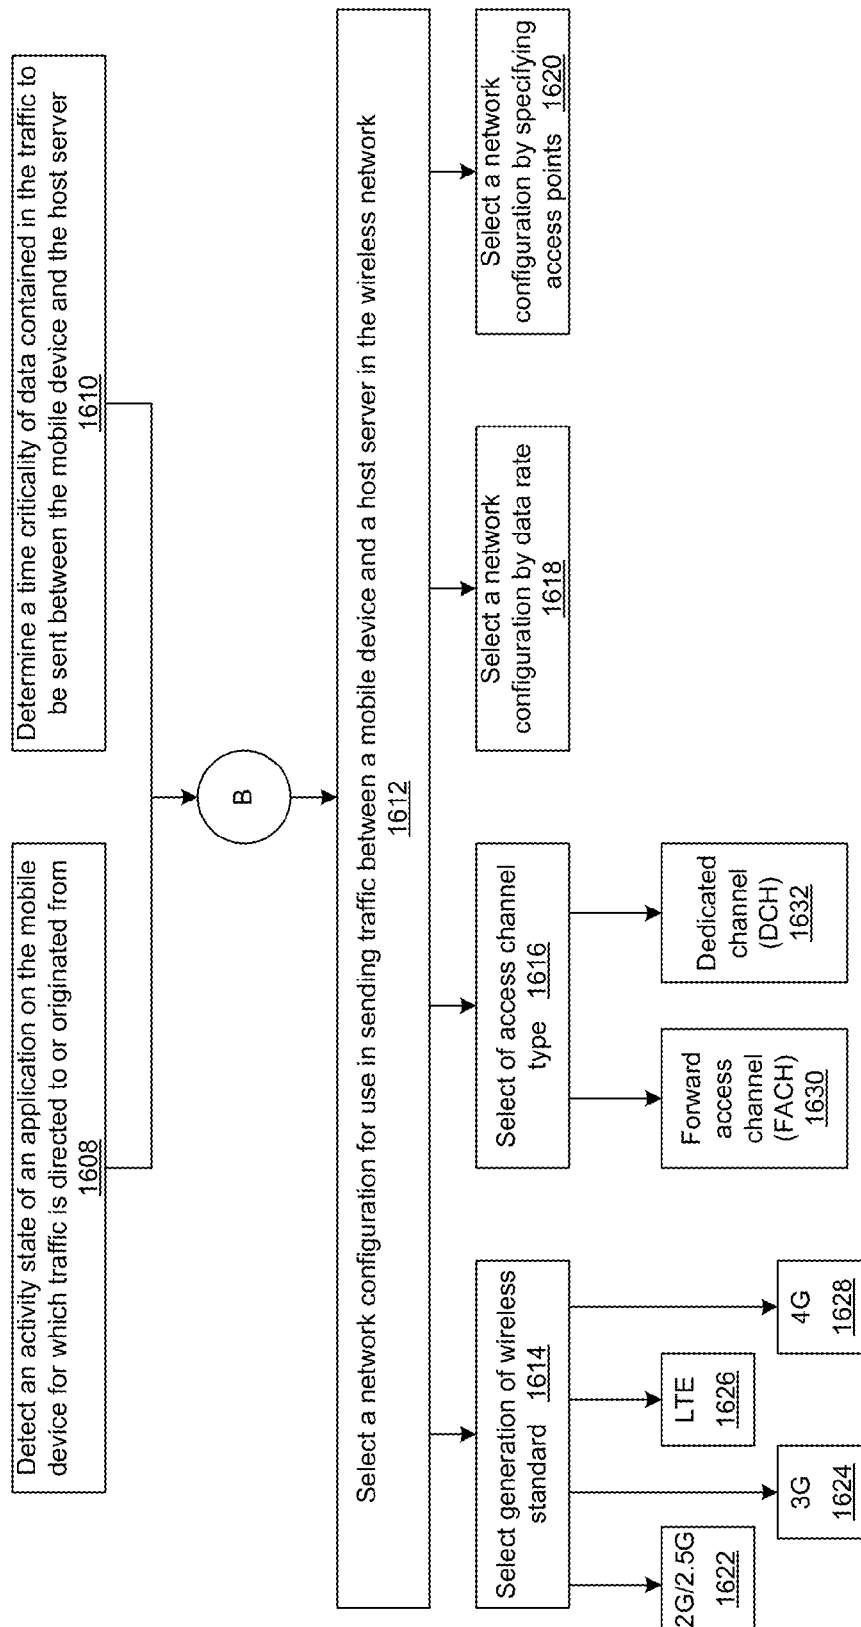 Detect an activity state of an application on the mobile
device for which traffic is directed to or originated from
1608
Determine a time criticality of data contained in the traffic to
be sent between the mobile device and the host server
1610
B
Select a network configuration for use in sending traffic between a mobile device and a host server in the wireless network
1612
Select generation of wireless
standard 1614
Select of access channel
type 1616
Select a network
configuration by data rate
1618
Select a network
configuration by specifying
access points 1620
2G/2.5G
1622
3G
1624
LTE
1626
4G
1628
Forward
access
channel
(FACH)
1630
Dedicated
channel
(DCH)
1632